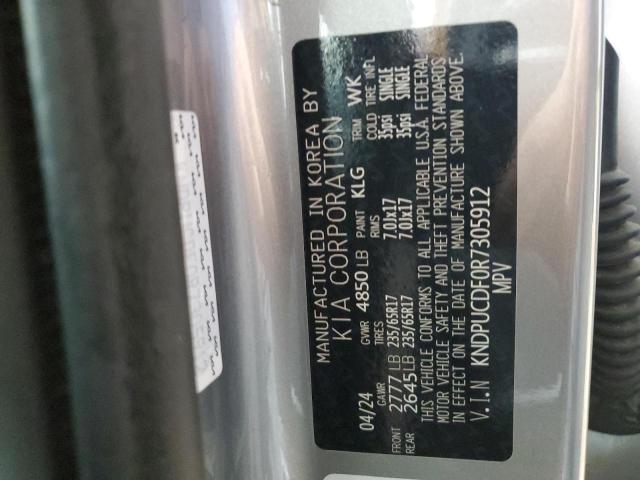 MANUFACTURED IN KOREA BY
KIA CORPORATION
04/24 GVWR 4850 LB PAINT KLG TRIM WK
GAWR TIRES RIMS COLD TIRE INFL
FRONT 2777 LB 235/65R17 7.0Jx17 35psi SINGLE
REAR 2645 LB 235/65R17 7.0Jx17 35psi SINGLE
THIS VEHICLE CONFORMS TO ALL APPLICABLE U.S.A. FEDERAL
MOTOR VEHICLE SAFETY AND THEFT PREVENTION STANDARDS
IN EFFECT ON THE DATE OF MANUFACTURE SHOWN ABOVE.
V.I.N KNDPUCDF0R7305912
MPV